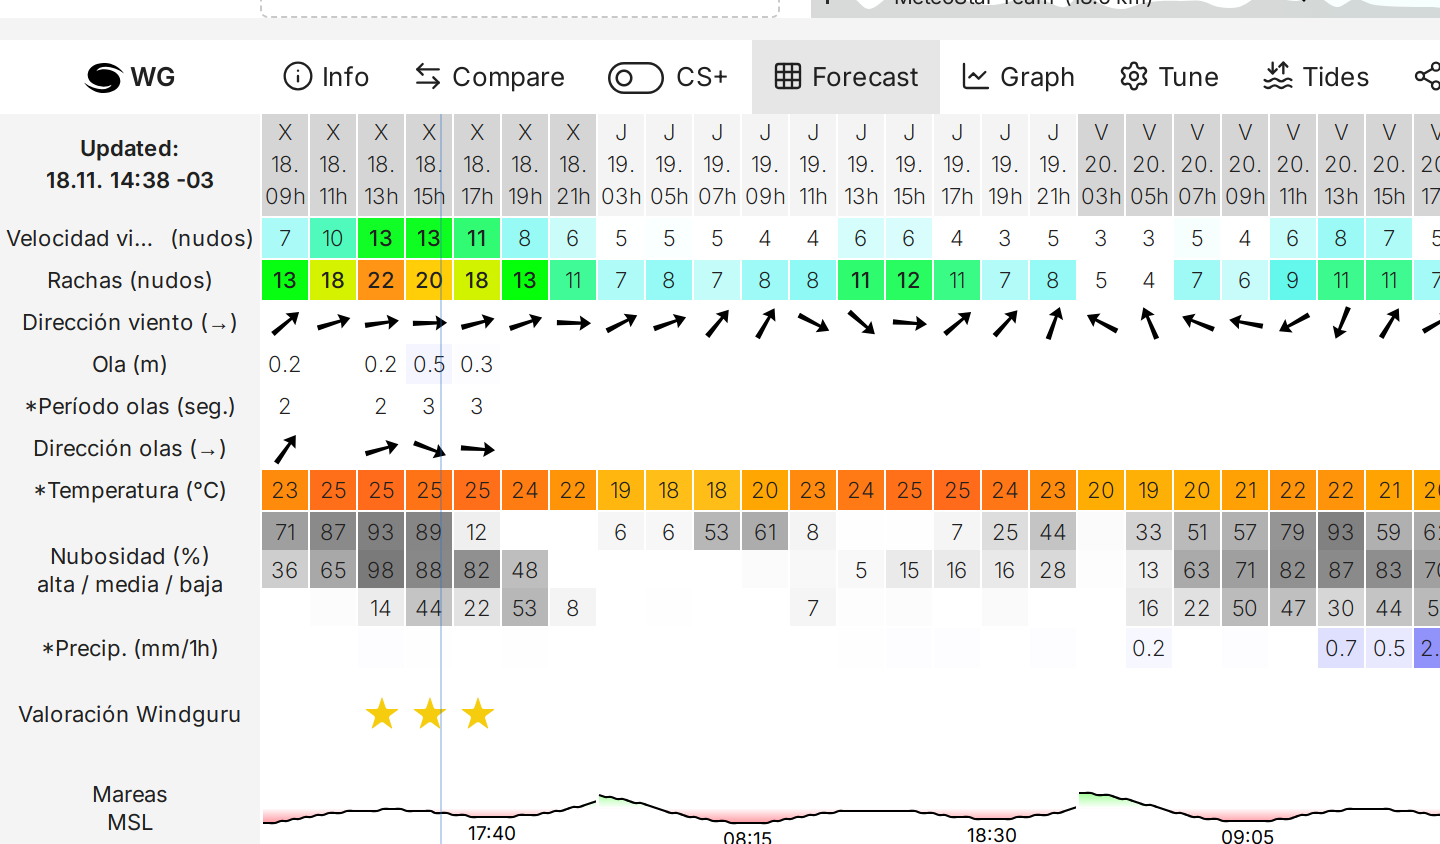 WG Info Compare CS+ Forecast Graph Tune Tides
Updated:
18.11. 14:38 -03
X X X X X X X J J J J J J J J J J V V V V V V V
18. 18. 18. 18. 18. 18. 18. 19. 19. 19. 19. 19. 19. 19. 19. 19. 19. 20. 20. 20. 20. 20. 20. 20.
09h 11h 13h 15h 17h 19h 21h 03h 05h 07h 09h 11h 13h 15h 17h 19h 21h 03h 05h 07h 09h 11h 13h 15h
Velocidad vi... (nudos) 7 10 13 13 11 8 6 5 5 5 4 4 6 6 4 3 5 3 3 5 4 6 8 7
Rachas (nudos) 13 18 22 20 18 13 11 7 8 7 8 8 11 12 11 7 8 5 4 7 6 9 11 11
Dirección viento (→)
Ola (m) 0.2 0.2 0.5 0.3
*Período olas (seg.) 2 2 3 3
Dirección olas (→)
*Temperatura (°C) 23 25 25 25 25 24 22 19 18 18 20 23 24 25 25 24 23 20 19 20 21 22 22 21
Nubosidad (%)
alta / media / baja
71 87 93 89 12 6 6 53 61 8 7 25 44 33 51 57 79 93 59
36 65 98 88 82 48 5 15 16 16 28 13 63 71 82 87 83
14 44 22 53 8 7 16 22 50 47 30 44
*Precip. (mm/1h) 0.2 0.7 0.5
Valoración Windguru
Mareas
MSL
17:40 08:15 18:30 09:05